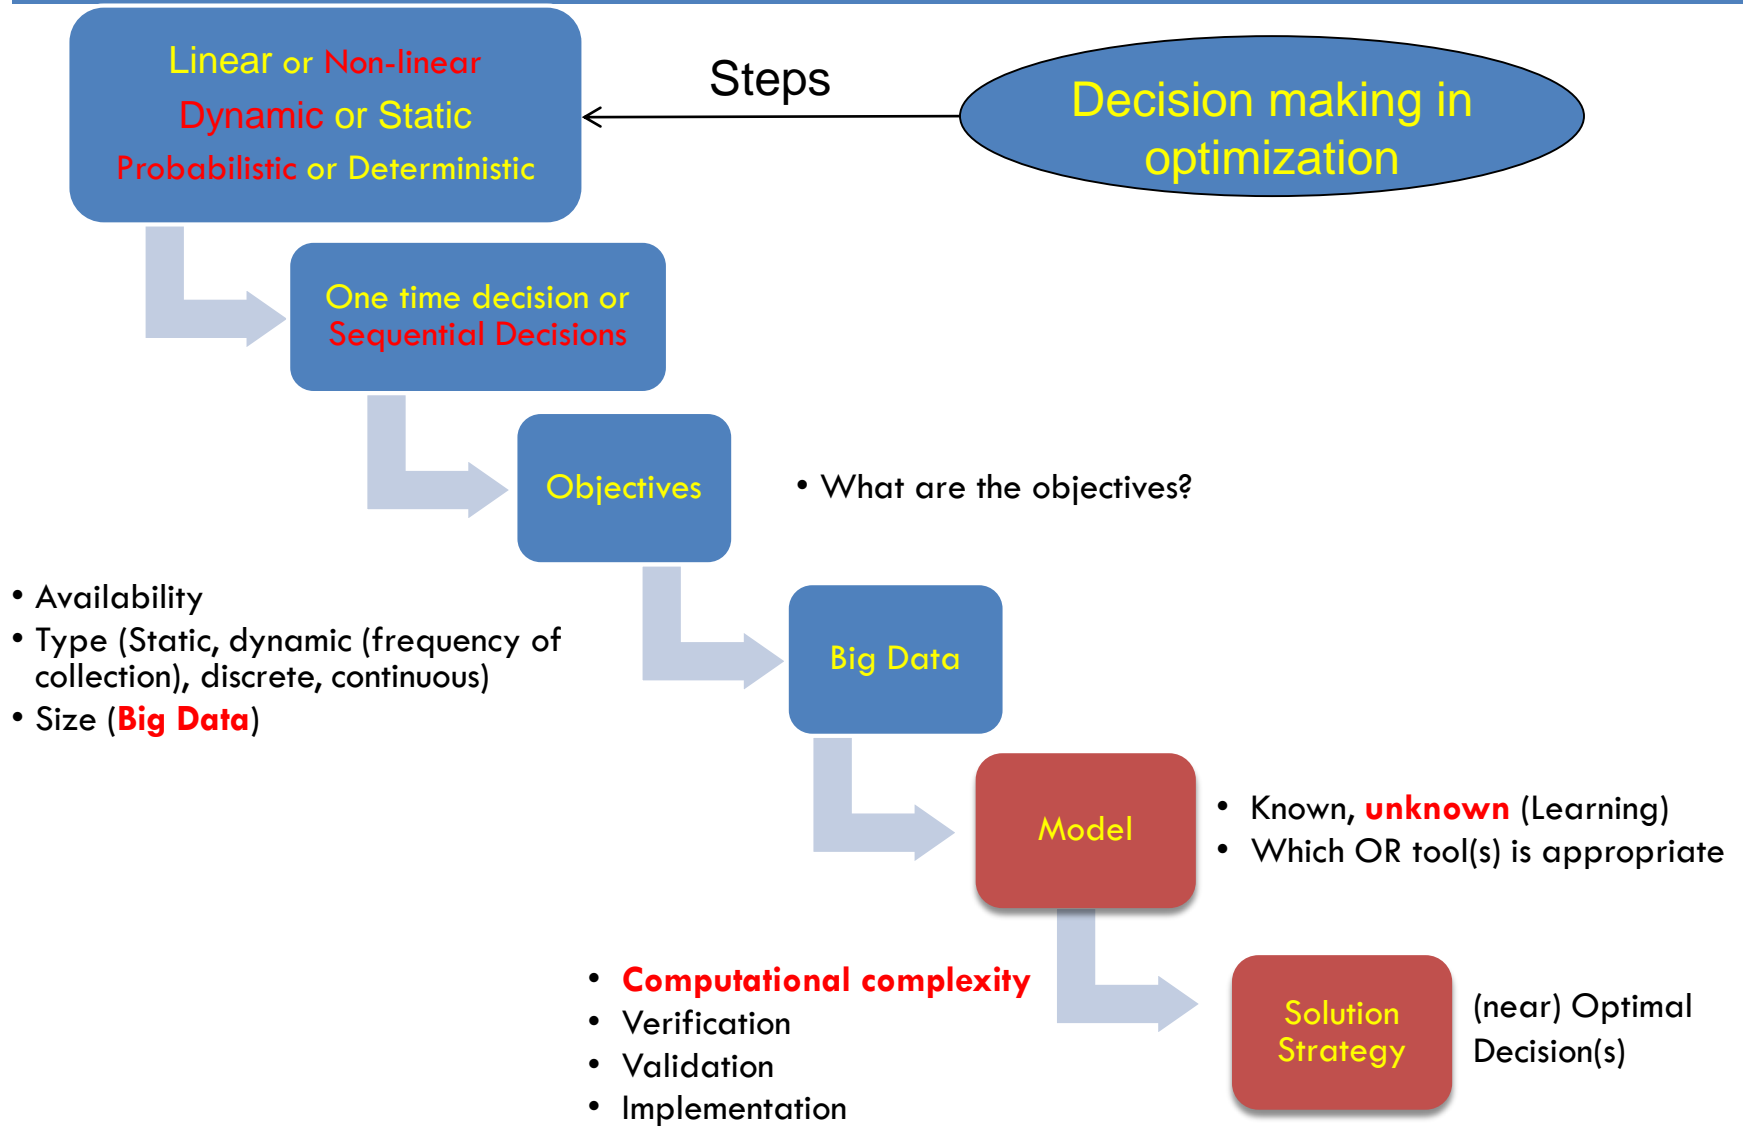 Linear or Non-linear
Dynamic or Static
Probabilistic or Deterministic
Steps
Decision making in
optimization
One time decision or
Sequential Decisions
Objectives
• What are the objectives?
• Availability
• Type (Static, dynamic (frequency of
collection), discrete, continuous)
• Size (Big Data)
Big Data
Model
• Known, unknown (Learning)
• Which OR tool(s) is appropriate
• Computational complexity
• Verification
• Validation
• Implementation
Solution
Strategy
(near) Optimal
Decision(s)